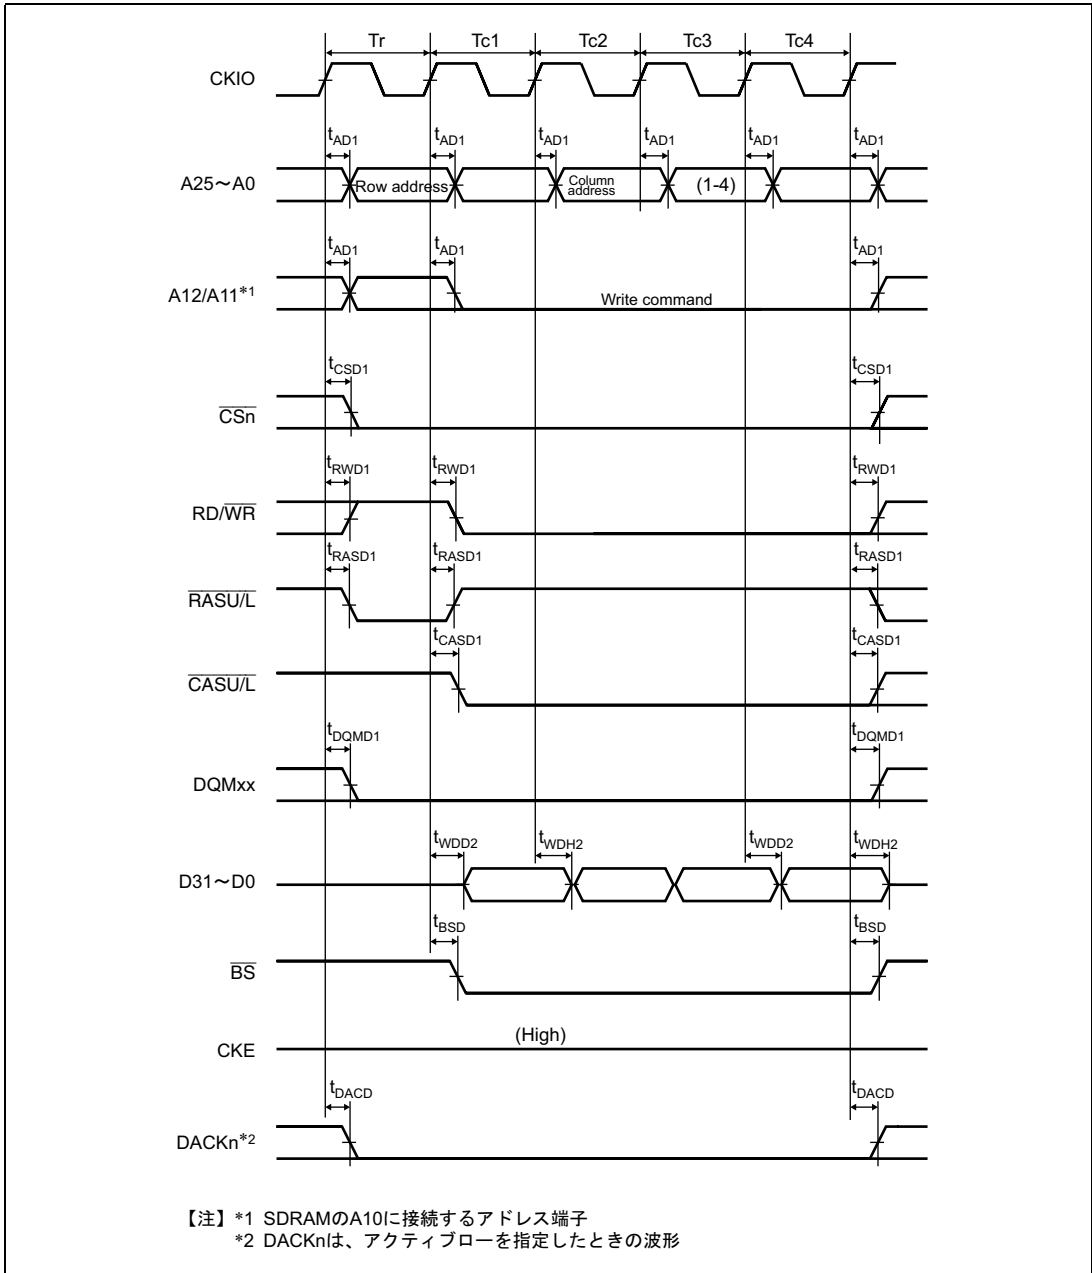 Tr Tc1 Tc2 Tc3 Tc4
CKIO
tAD1 tAD1 tAD1 tAD1 tAD1 tAD1
A25～A0 Row address Column address (1-4)
tAD1 tAD1 tAD1
A12/A11*1 Write command
tCSD1 tCSD1
CSn
tRWD1 tRWD1 tRWD1
RD/WR
tRASD1 tRASD1 tRASD1
RASU/L
tCASD1 tCASD1
CASU/L
tDQMD1 tDQMD1
DQMxx
tWDD2 tWDH2 tWDD2 tWDH2
D31～D0
tBSD tBSD
BS
(High)
CKE
tDACD tDACD
DACKn*2
【注】*1 SDRAMのA10に接続するアドレス端子
*2 DACKnは、アクティブローを指定したときの波形